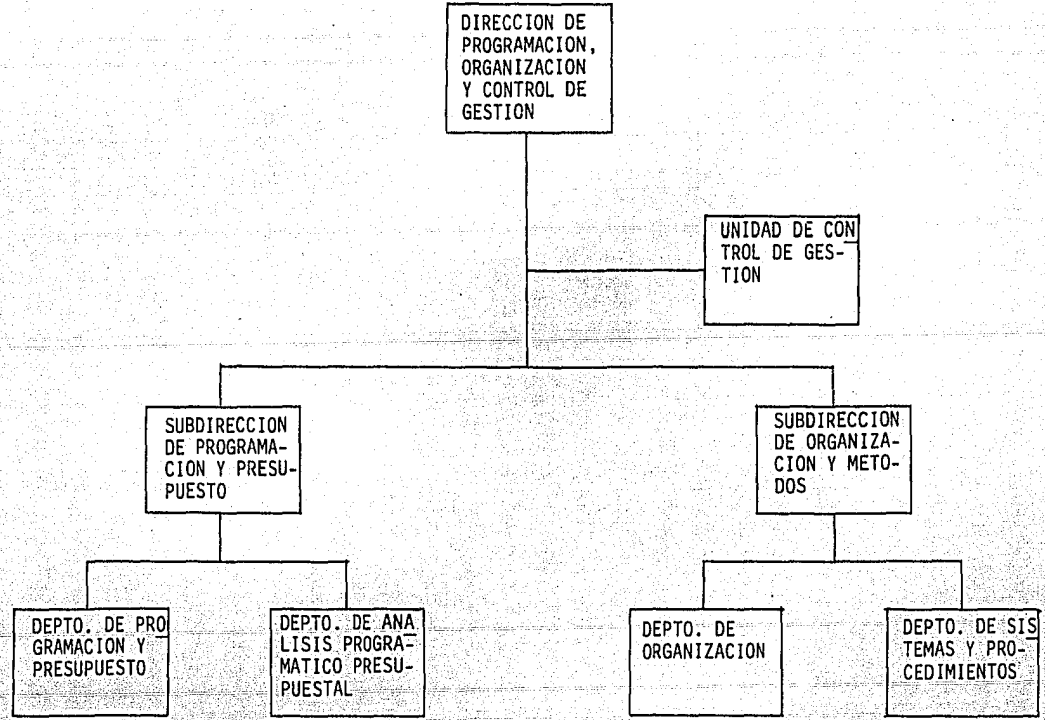 DIRECCION DE
PROGRAMACION,
ORGANIZACION
Y CONTROL DE
GESTION
UNIDAD DE CON
TROL DE GES-
TION
SUBDIRECCION
DE PROGRAMA-
CION Y PRESU-
PUESTO
SUBDIRECCION
DE ORGANIZA-
CION Y METO-
DOS
DEPTO. DE PRO
GRAMACION Y
PRESUPUESTO
DEPTO. DE ANA
LISIS PROGRA-
MATICO PRESU-
PUESTAL
DEPTO. DE
ORGANIZACION
DEPTO. DE SIS
TEMAS Y PRO-
CEDIMIENTOS